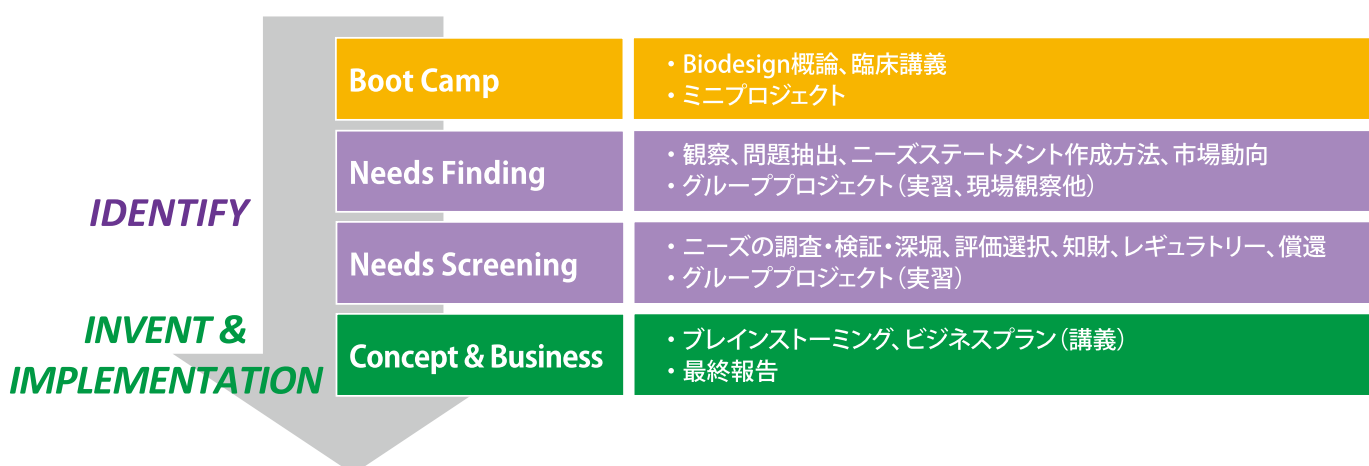 Boot Camp
・Biodesign概論、臨床講義
・ミニプロジェクト
IDENTIFY
Needs Finding
・観察、問題抽出、ニーズステートメント作成方法、市場動向
・グループプロジェクト(実習、現場観察他)
Needs Screening
・ニーズの調査・検証・深堀、評価選択、知財、レギュラトリー、償還
・グループプロジェクト(実習)
INVENT &
IMPLEMENTATION
Concept & Business
・ブレインストーミング、ビジネスプラン(講義)
・最終報告